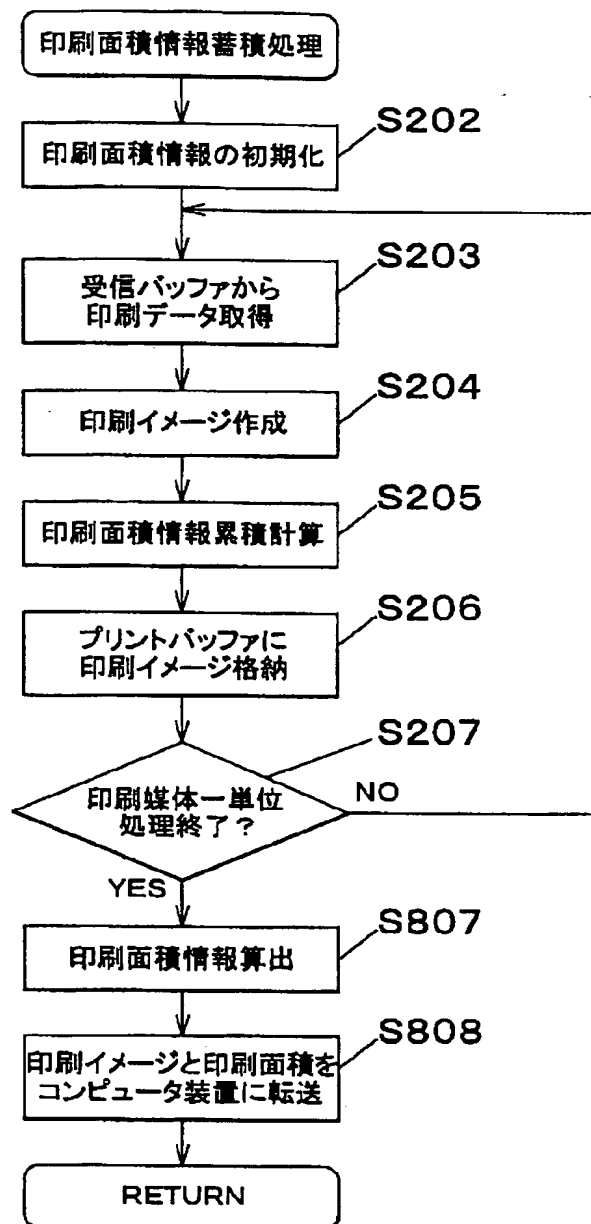 印刷面積情報蓄積処理
S202
印刷面積情報の初期化
S203
受信バッファから
印刷データ取得
S204
印刷イメージ作成
S205
印刷面積情報累積計算
S206
プリントバッファに
印刷イメージ格納
S207
印刷媒体一単位
処理終了?
NO
YES
S807
印刷面積情報算出
S808
印刷イメージと印刷面積を
コンピュータ装置に転送
RETURN